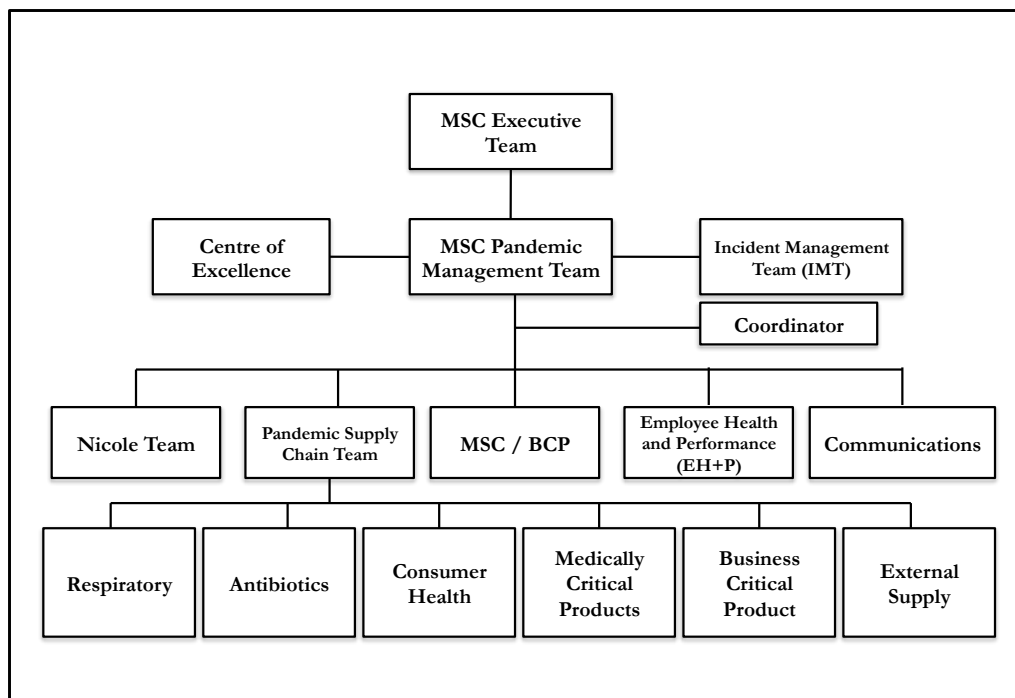 MSC Executive
Team
Centre of
Excellence
MSC Pandemic
Management Team
Incident Management
Team (IMT)
Coordinator
Nicole Team
Pandemic Supply
Chain Team
MSC / BCP
Employee Health
and Performance
(EH+P)
Communications
Respiratory
Antibiotics
Consumer
Health
Medically
Critical
Products
Business
Critical
Product
External
Supply